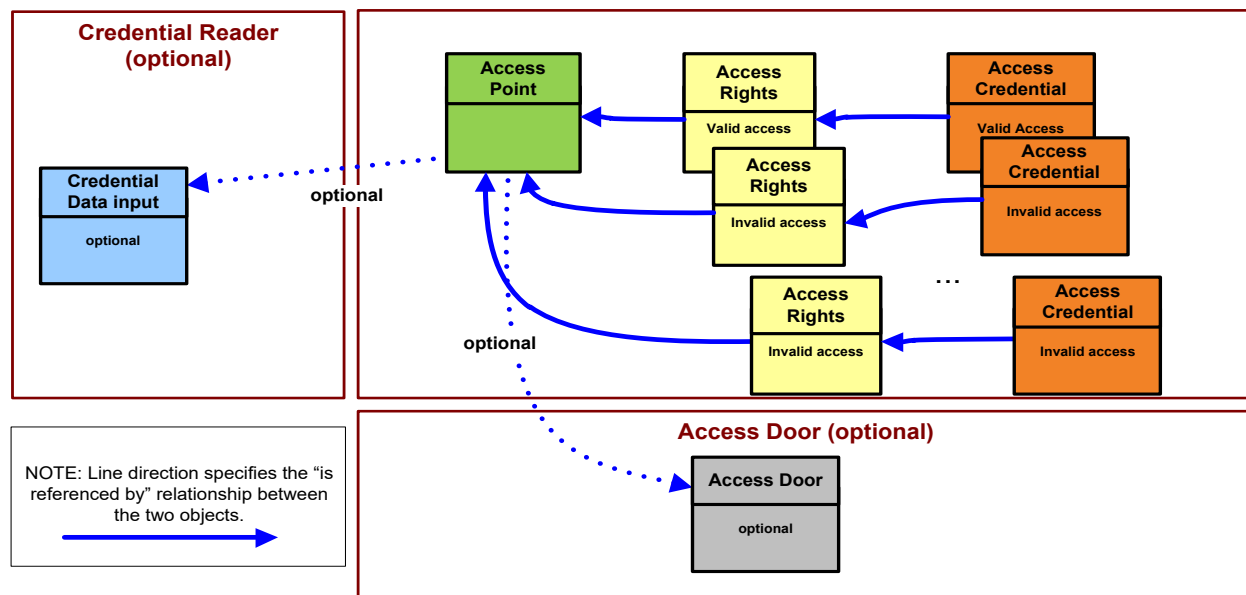 Credential Reader
(optional)
Credential
Data input
optional
optional
Access
Point
Access
Rights
Valid access
Access
Credential
Valid Access
Access
Rights
Invalid access
Access
Credential
Invalid access
...
Access
Rights
Invalid access
Access
Credential
Invalid access
optional
NOTE: Line direction specifies the “is
referenced by” relationship between
the two objects.
Access Door (optional)
Access Door
optional